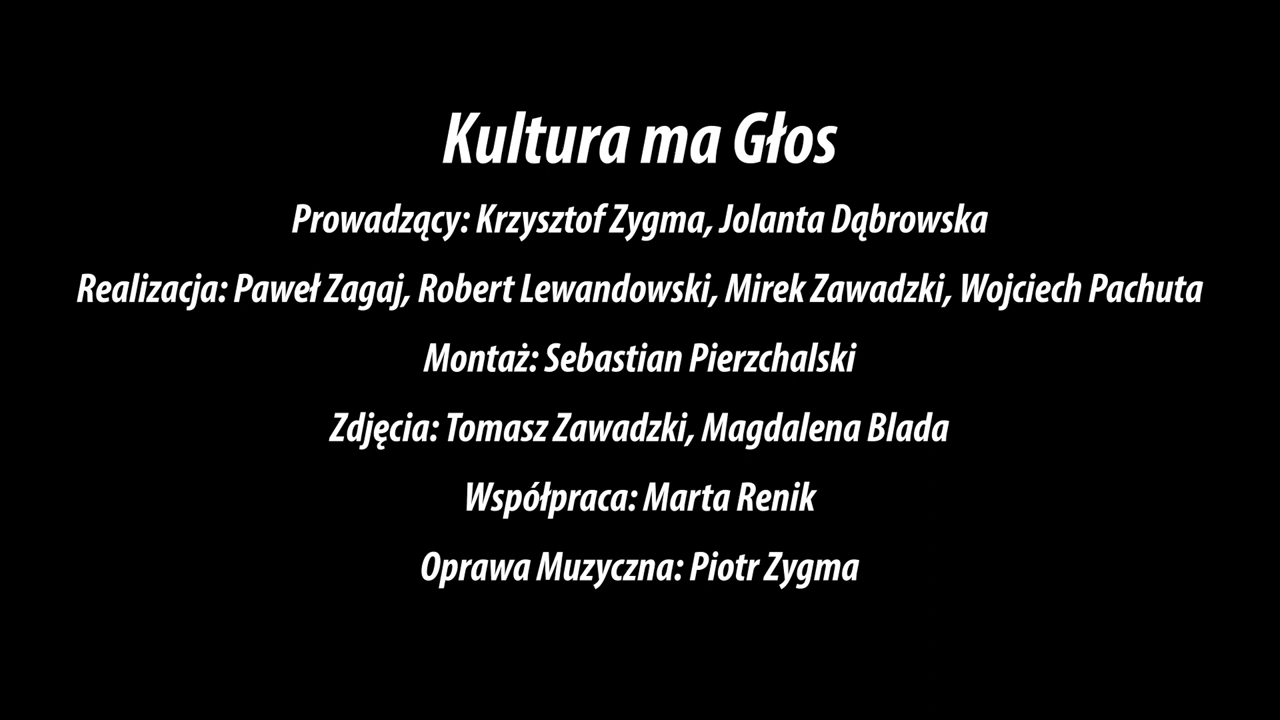 Kultura ma Głos
Prowadzący: Krzysztof Zygma, Jolanta Dąbrowska
Realizacja: Paweł Zagaj, Robert Lewandowski, Mirek Zawadzki, Wojciech Pachuta
Montaż: Sebastian Pierzchalski
Zdjęcia: Tomasz Zawadzki, Magdalena Blada
Współpraca: Marta Renik
Oprawa Muzyczna: Piotr Zygma